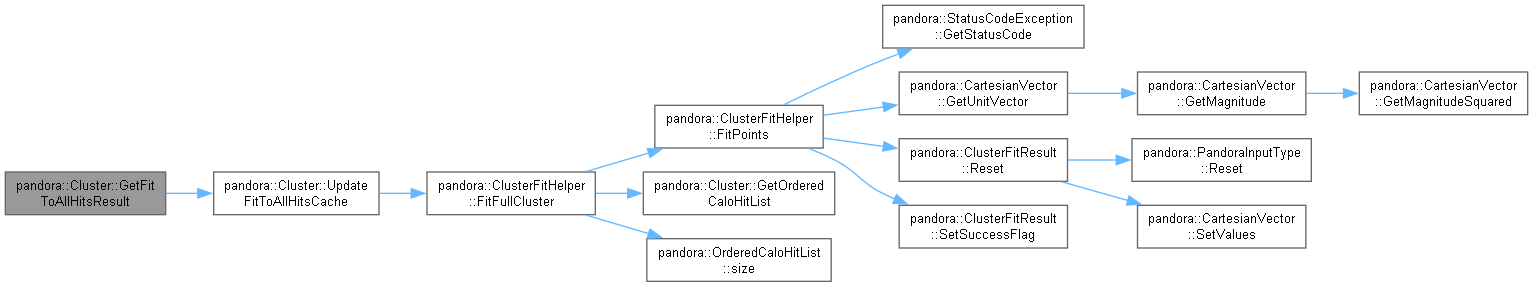 pandora::Cluster::GetFit
ToAllHitsResult
pandora::Cluster::Update
FitToAllHitsCache
pandora::ClusterFitHelper
::FitFullCluster
pandora::ClusterFitHelper
::FitPoints
pandora::Cluster::GetOrdered
CaloHitList
pandora::OrderedCaloHitList
::size
pandora::StatusCodeException
::GetStatusCode
pandora::CartesianVector
::GetUnitVector
pandora::ClusterFitResult
::Reset
pandora::ClusterFitResult
::SetSuccessFlag
pandora::CartesianVector
::GetMagnitude
pandora::PandoraInputType
::Reset
pandora::CartesianVector
::SetValues
pandora::CartesianVector
::GetMagnitudeSquared